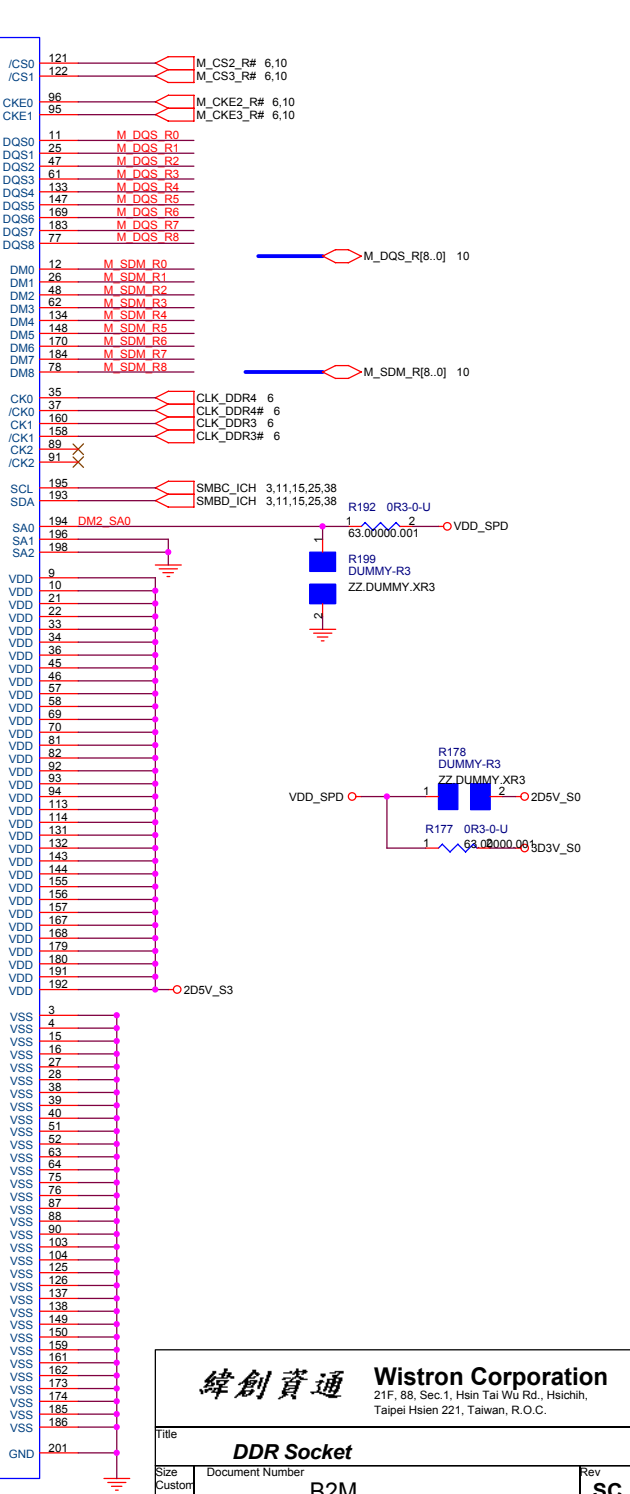 /CS0 121 M_CS2_R# 6,10
/CS1 122 M_CS3_R# 6,10
CKE0 96 M_CKE2_R# 6,10
CKE1 95 M_CKE3_R# 6,10
DQS0 11 M_DQS_R0
DQS1 25 M_DQS_R1
DQS2 47 M_DQS_R2
DQS3 61 M_DQS_R3
DQS4 133 M_DQS_R4
DQS5 147 M_DQS_R5
DQS6 169 M_DQS_R6
DQS7 183 M_DQS_R7
DQS8 77 M_DQS_R8
M_DQS_R[8..0] 10
DM0 12 M_SDM_R0
DM1 26 M_SDM_R1
DM2 48 M_SDM_R2
DM3 62 M_SDM_R3
DM4 134 M_SDM_R4
DM5 148 M_SDM_R5
DM6 170 M_SDM_R6
DM7 184 M_SDM_R7
DM8 78 M_SDM_R8
M_SDM_R[8..0] 10
CK0 35 CLK_DDR4 6
/CK0 37 CLK_DDR4# 6
CK1 160 CLK_DDR3 6
/CK1 158 CLK_DDR3# 6
CK2 89
/CK2 91
SCL 195 SMBC_ICH 3,11,15,25,38
SDA 193 SMBD_ICH 3,11,15,25,38
R192 0R3-0-U
SA0 194 DM2_SA0 1 2 VDD_SPD
63.00000.001
SA1 196
SA2 198
1
R199
DUMMY-R3
ZZ.DUMMY.XR3
2
VDD 9
VDD 10
VDD 21
VDD 22
VDD 33
VDD 34
VDD 36
VDD 45
VDD 46
VDD 57
VDD 58
VDD 69
VDD 70
VDD 81
VDD 82
VDD 92
VDD 93
VDD 94
VDD 113
VDD 114
VDD 131
VDD 132
VDD 143
VDD 144
VDD 155
VDD 156
VDD 157
VDD 167
VDD 168
VDD 179
VDD 180
VDD 191
VDD 192 2D5V_S3
R178
DUMMY-R3
ZZ.DUMMY.XR3
VDD_SPD 1 2 2D5V_S0
R177 0R3-0-U
1 2 3D3V_S0
63.00000.001
VSS 3
VSS 4
VSS 15
VSS 16
VSS 27
VSS 28
VSS 38
VSS 39
VSS 40
VSS 51
VSS 52
VSS 63
VSS 64
VSS 75
VSS 76
VSS 87
VSS 88
VSS 90
VSS 103
VSS 104
VSS 125
VSS 126
VSS 137
VSS 138
VSS 149
VSS 150
VSS 159
VSS 161
VSS 162
VSS 173
VSS 174
VSS 185
VSS 186
GND 201
緯創資通 Wistron Corporation
21F, 88, Sec.1, Hsin Tai Wu Rd., Hsichih,
Taipei Hsien 221, Taiwan, R.O.C.
Title
DDR Socket
Size Document Number Rev
Custom
R2M SC